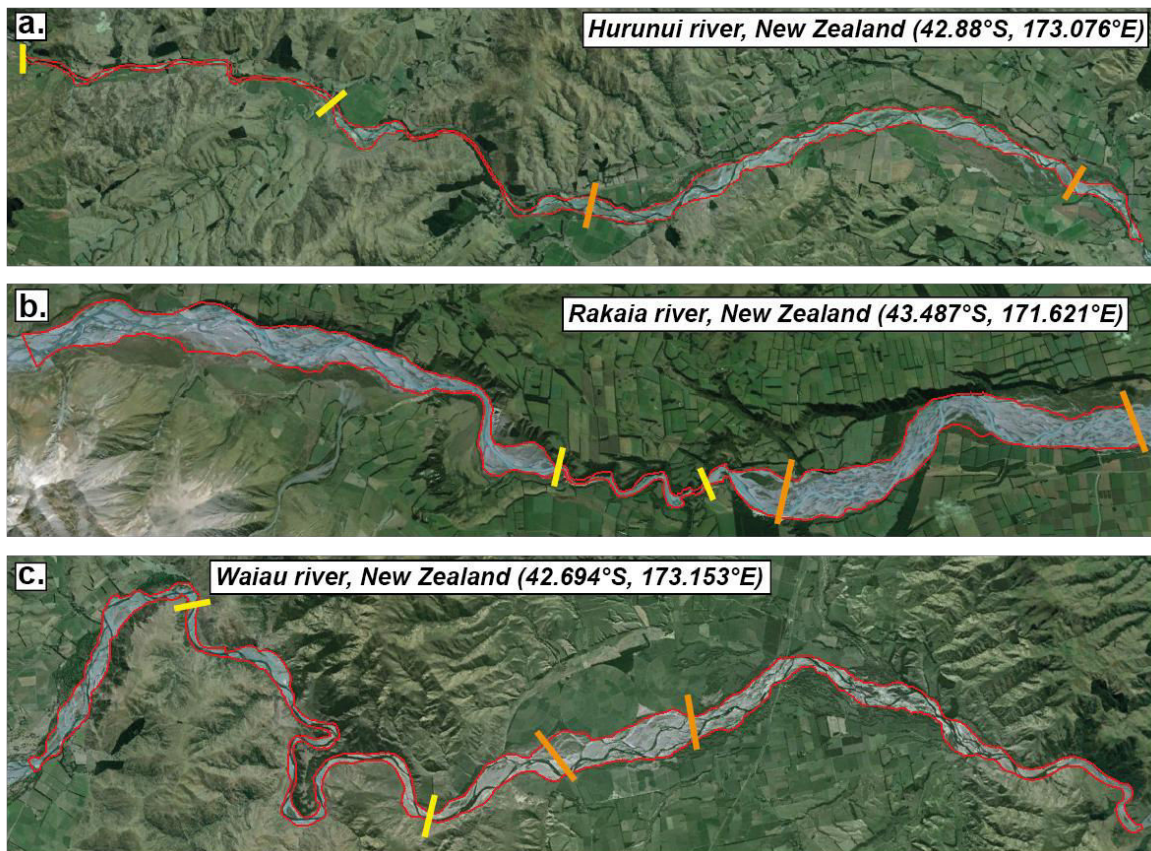 a.
Hurunui river, New Zealand (42.88°S, 173.076°E)
b.
Rakaia river, New Zealand (43.487°S, 171.621°E)
c.
Waiau river, New Zealand (42.694°S, 173.153°E)